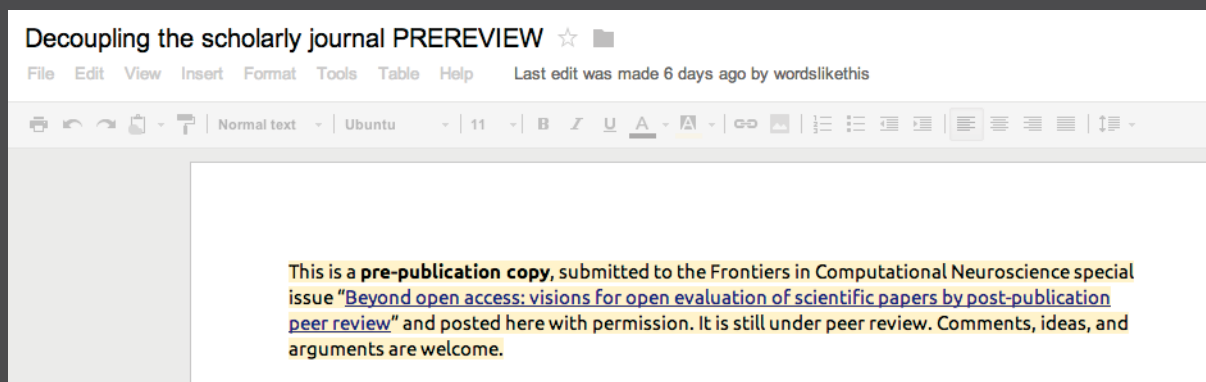 Decoupling the scholarly journal PREREVIEW
File Edit View Insert Format Tools Table Help Last edit was made 6 days ago by wordslikethis
Normal text Ubuntu 11 B I U A A
This is a pre-publication copy, submitted to the Frontiers in Computational Neuroscience special
issue “Beyond open access: visions for open evaluation of scientific papers by post-publication
peer review” and posted here with permission. It is still under peer review. Comments, ideas, and
arguments are welcome.